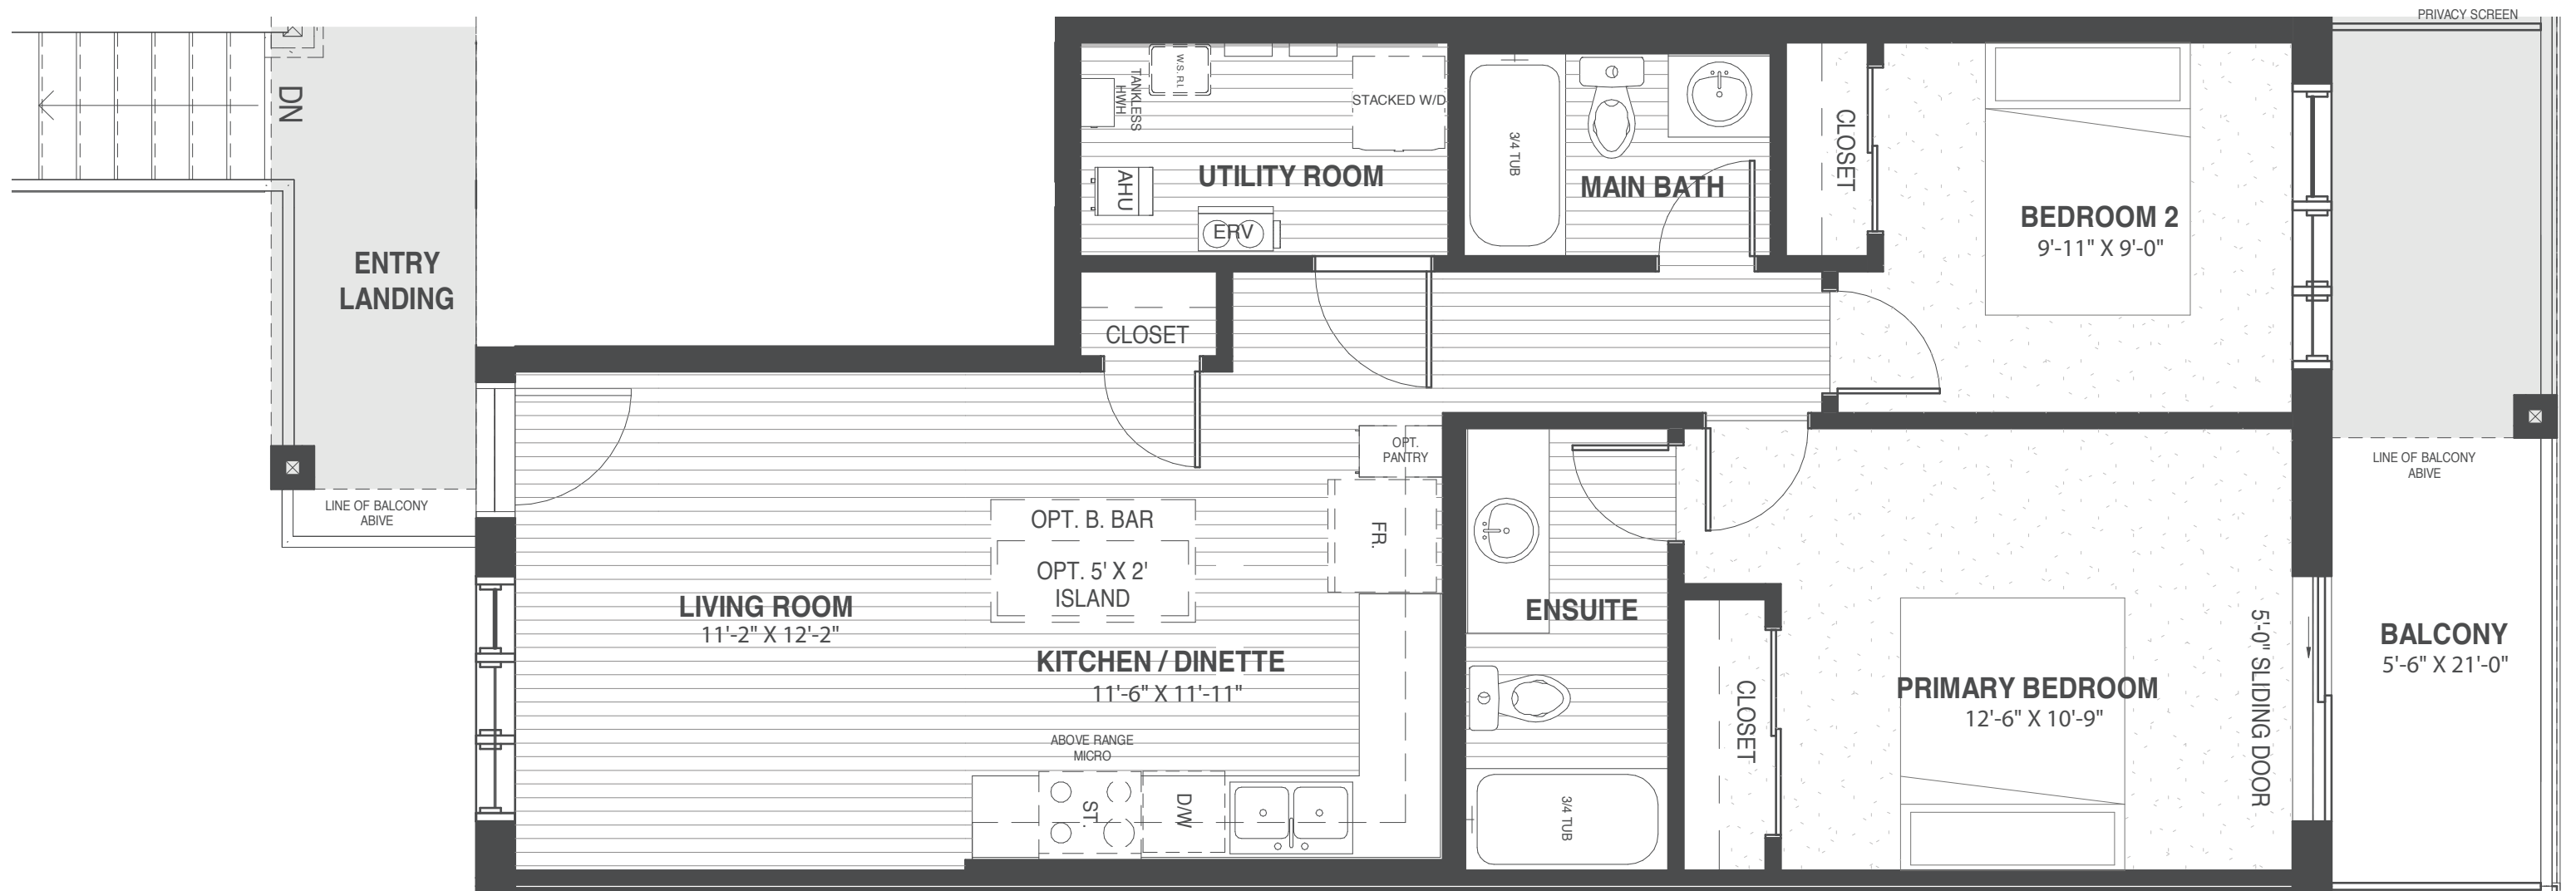 PRIVACY SCREEN
DN
W.S. R.I.
TANKLESS
HWH
STACKED W/D
3/4 TUB
CLOSET
AHU
UTILITY ROOM
MAIN BATH
ERV
BEDROOM 2
9'-11" X 9'-0"
ENTRY
LANDING
CLOSET
OPT.
PANTRY
LINE OF BALCONY
ABIVE
LINE OF BALCONY
ABIVE
OPT. B. BAR
FR.
OPT. 5' X 2'
ISLAND
LIVING ROOM
11'-2" X 12'-2"
ENSUITE
KITCHEN / DINETTE
11'-6" X 11'-11"
CLOSET
PRIMARY BEDROOM
12'-6" X 10'-9"
5'-0" SLIDING DOOR
BALCONY
5'-6" X 21'-0"
ABOVE RANGE
MICRO
ST.
D/W
3/4 TUB